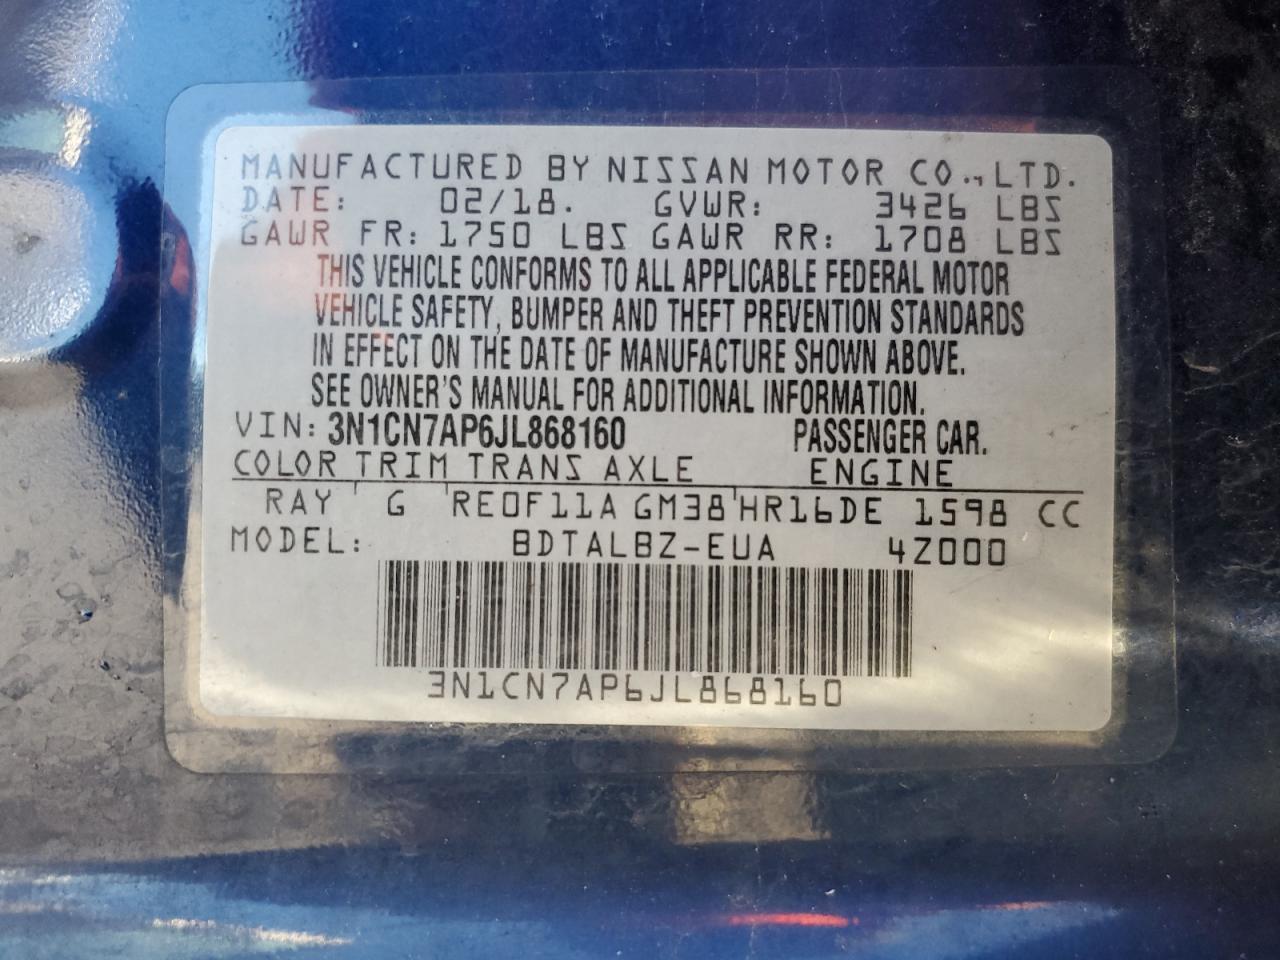 MANUFACTURED BY NISSAN MOTOR CO.,LTD.
DATE: 02/18. GVWR: 3426 LBS
GAWR FR: 1750 LBS GAWR RR: 1708 LBS
THIS VEHICLE CONFORMS TO ALL APPLICABLE FEDERAL MOTOR
VEHICLE SAFETY, BUMPER AND THEFT PREVENTION STANDARDS
IN EFFECT ON THE DATE OF MANUFACTURE SHOWN ABOVE.
SEE OWNER'S MANUAL FOR ADDITIONAL INFORMATION.
VIN: 3N1CN7AP6JL868160 PASSENGER CAR.
COLOR TRIM TRANS AXLE ENGINE
RAY G RE0F11A GM38 HR16DE 1598 CC
MODEL: BDTALBZ-EUA 4Z000
3N1CN7AP6JL868160